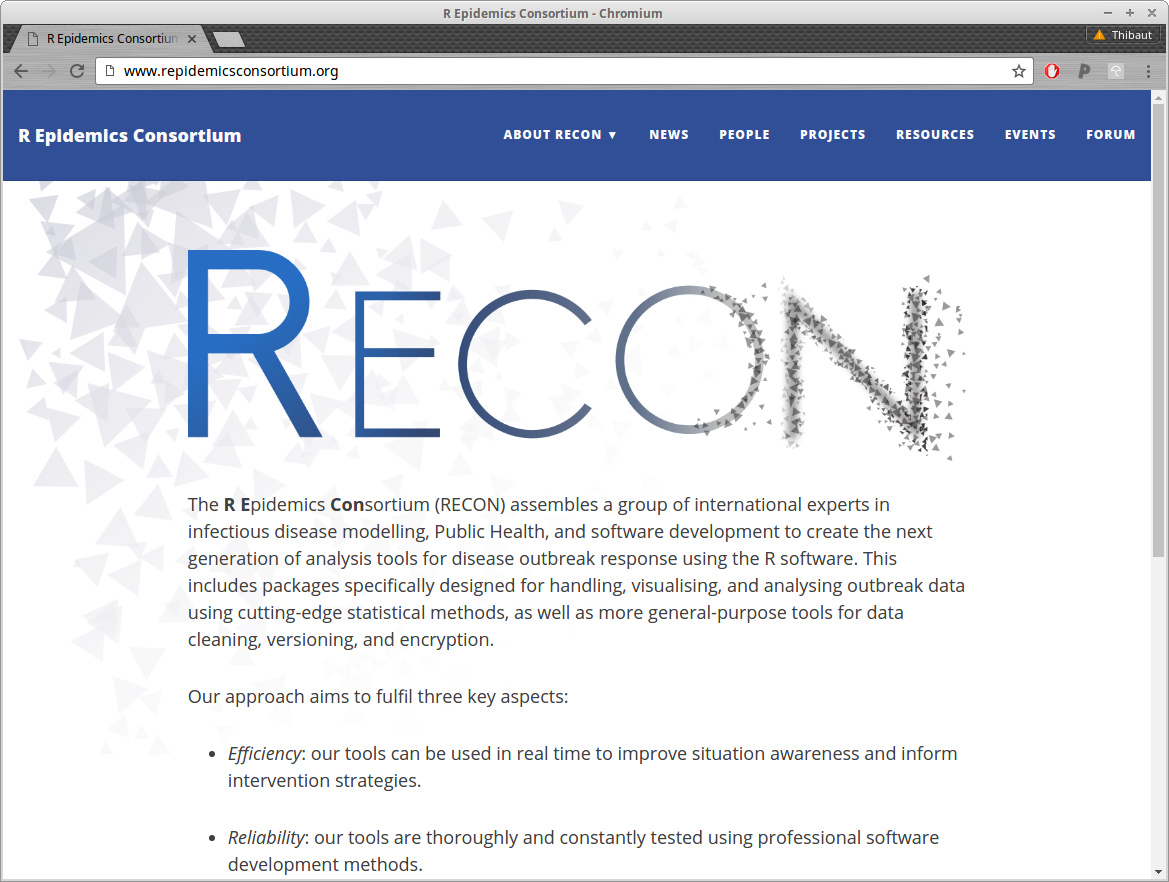 R Epidemics Consortium - Chromium
R Epidemics Consortium
Thibaut
www.repidemicsconsortium.org
R Epidemics Consortium
ABOUT RECON ▼ NEWS PEOPLE PROJECTS RESOURCES EVENTS FORUM
RECON
The R Epidemics Consortium (RECON) assembles a group of international experts in
infectious disease modelling, Public Health, and software development to create the next
generation of analysis tools for disease outbreak response using the R software. This
includes packages specifically designed for handling, visualising, and analysing outbreak data
using cutting-edge statistical methods, as well as more general-purpose tools for data
cleaning, versioning, and encryption.
Our approach aims to fulfil three key aspects:
• Efficiency: our tools can be used in real time to improve situation awareness and inform
intervention strategies.
• Reliability: our tools are thoroughly and constantly tested using professional software
development methods.